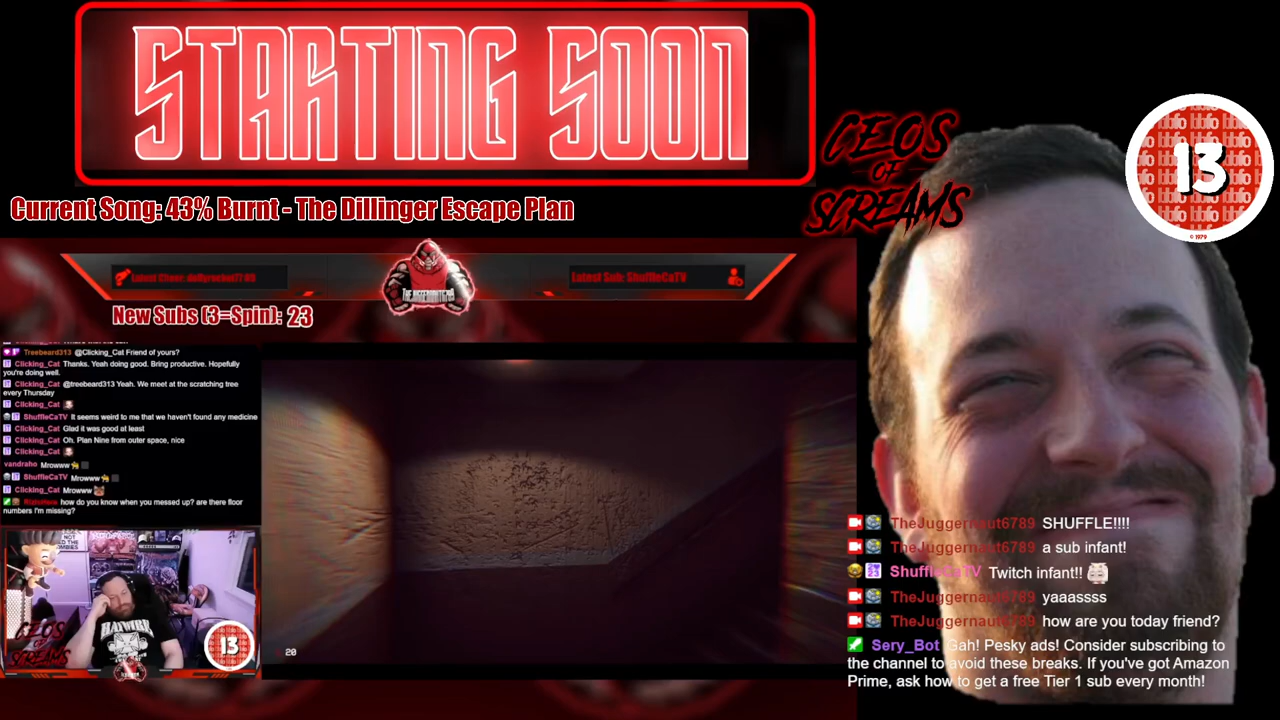 STARTING SOON
CEOS
OF
SCREAMS
13
© 1979
Current Song: 43% Burnt - The Dillinger Escape Plan
Latest Sub: ShuffleCaTV
New Subs (3=Spin): 23
Treebeard313 @Clicking_Cat Friend of yours?
Clicking_Cat Thanks. Yeah doing good. Bring productive. Hopefully
you're doing well.
Clicking_Cat @treebeard313 Yeah. We meet at the scratching tree
every Thursday
Clicking_Cat
ShuffleCaTV It seems weird to me that we haven't found any medicine
Clicking_Cat Glad it was good at least
Clicking_Cat Oh. Plan Nine from outer space, nice
Clicking_Cat
vandraho Mrowww
ShuffleCaTV Mrowww
Clicking_Cat Mrowww
how do you know when you messed up? are there floor
numbers I'm missing?
20
CEOS
OF
SCREAMS
HATWIRE
13
TheJuggernaut6789 SHUFFLE!!!!
TheJuggernaut6789 a sub infant!
ShuffleCaTV Twitch infant!!
TheJuggernaut6789 yaaassss
TheJuggernaut6789 how are you today friend?
Sery_Bot Gah! Pesky ads! Consider subscribing to
the channel to avoid these breaks. If you've got Amazon
Prime, ask how to get a free Tier 1 sub every month!